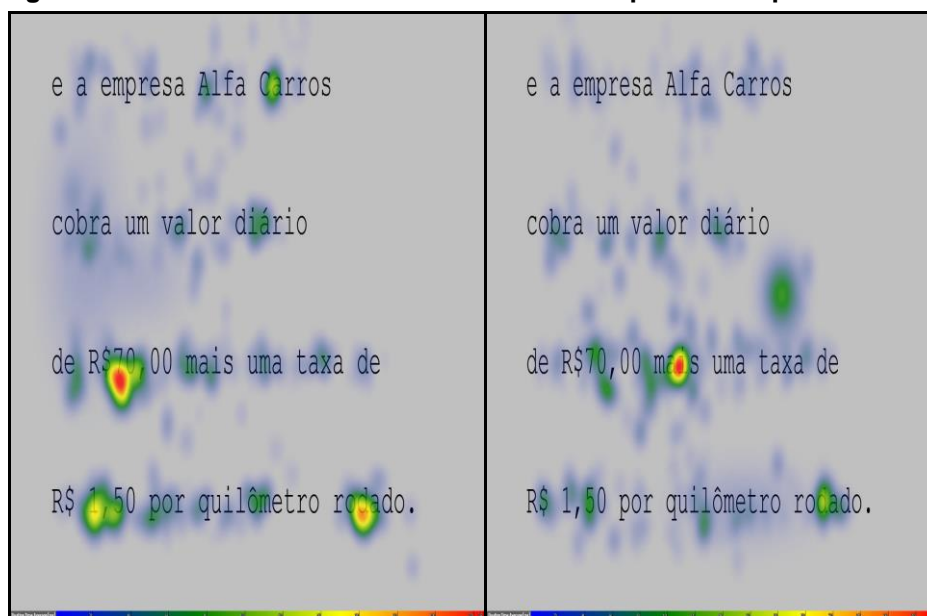 e a empresa Alfa Carros
cobra um valor diário
de R$70,00 mais uma taxa de
R$ 1,50 por quilômetro rodado.
e a empresa Alfa Carros
cobra um valor diário
de R$70,00 mais uma taxa de
R$ 1,50 por quilômetro rodado.